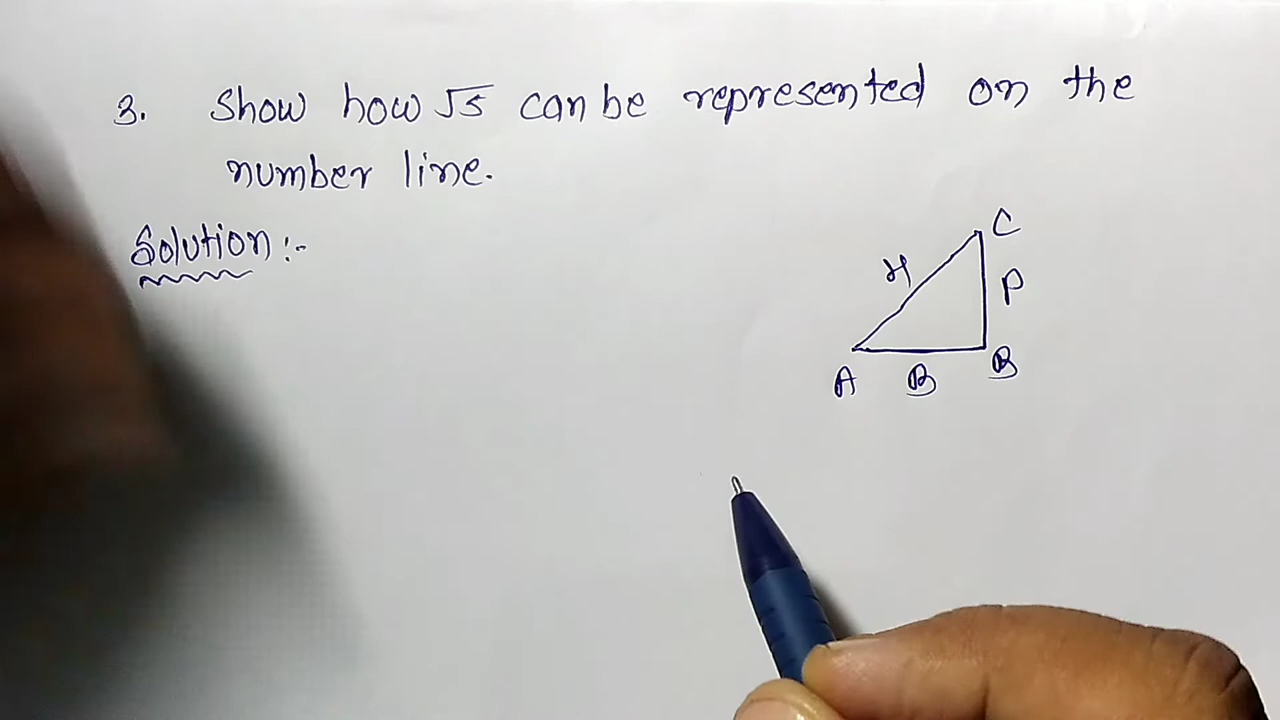 3. Show how √5 can be represented on the
number line.
Solution :-
C
H
P
A B B